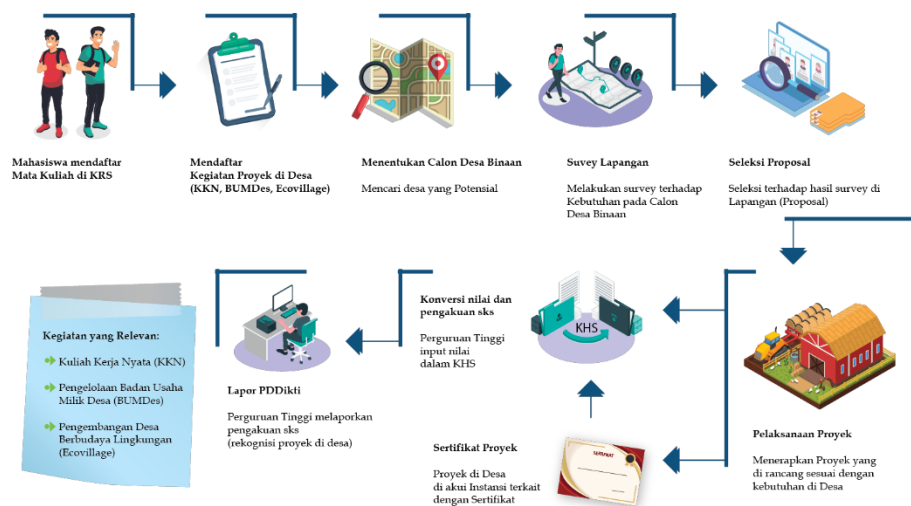 Mahasiswa mendaftar
Mata Kuliah di KRS
Mendaftar
Kegiatan Proyek di Desa
(KKN, BUMDes, Ecovillage)
Menentukan Calon Desa Binaan
Mencari desa yang Potensial
Suvey Lapangan
Melakukan survey terhadap
Kebutuhan pada Calon
Desa Binaan
Seleksi Proposal
Seleksi terhadap hasil survey di
Lapangan (Proposal)
Kegiatan yang Relevan:
Kuliah Kerja Nyata (KKN)
Pengelolaan Badan Usaha
Milik Desa (BUMDes)
Pengembangan Desa
Berbudaya Lingkungan
(Ecovillage)
Lapor PDDikti
Perguruan Tinggi melaporkan
pengakuan sks
(rekognisi proyek di desa)
Konversi nilai dan
pengakuan sks
Perguruan Tinggi
input nilai
dalam KHS
KHS
Sertifikat Proyek
Proyek di Desa
di akui Instansi terkait
dengan Sertifikat
SERTIFIKAT
Pelaksanaan Proyek
Menerapkan Proyek yang
di rancang sesuai dengan
kebutuhan di Desa